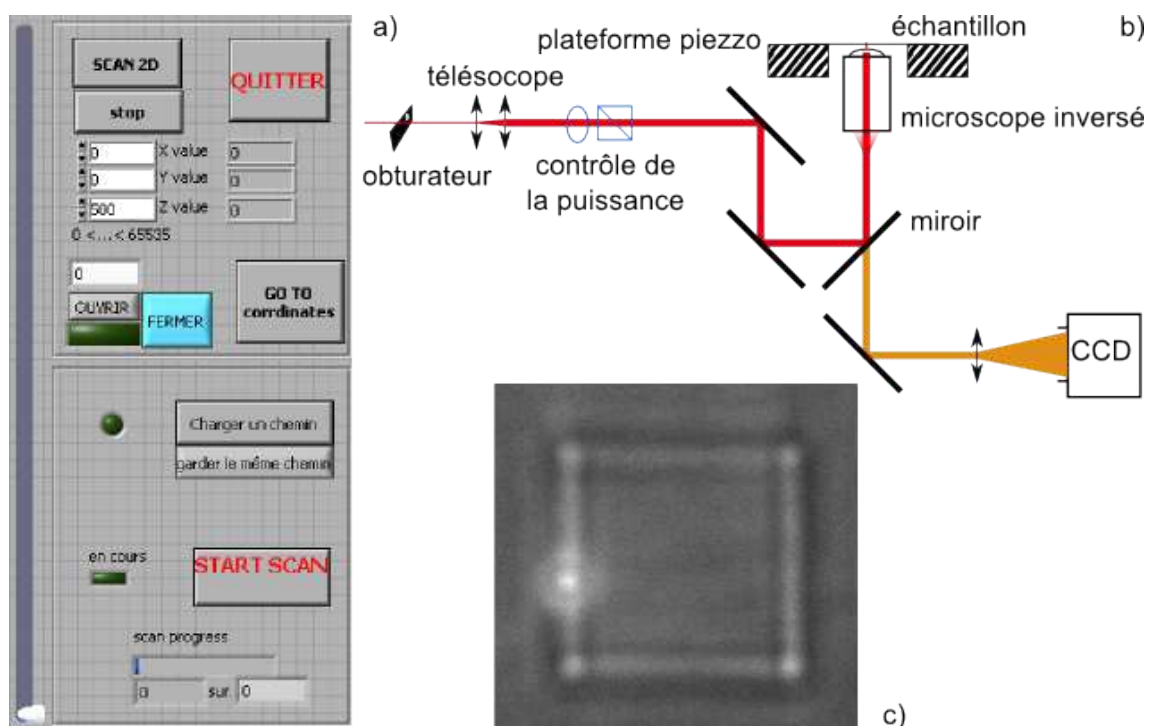 a)
SCAN 2D
QUITTER
stop
0 X value 0
0 Y value 0
500 Z value 0
0 <...< 65535
0
OUVRIR
FERMER
GO TO
corrdinates
Charger un chemin
garder le même chemin
en cours
START SCAN
scan progress
0 sur 0
b)
échantillon
plateforme piezzo
télésocope
microscope inversé
obturateur
contrôle de
la puissance
miroir
CCD
c)